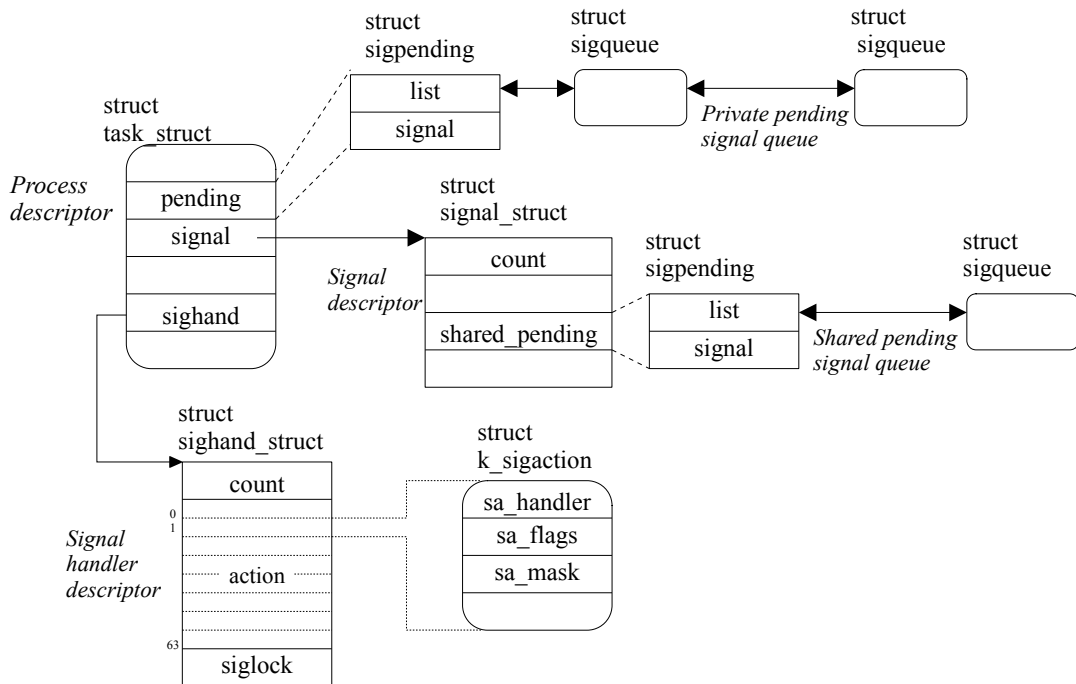 struct
sigpending
list
signal
struct
sigqueue
struct
sigqueue
Private pending
signal queue
struct
task_struct
Process
descriptor
pending
signal
sighand
struct
signal_struct
Signal
descriptor
count
shared_pending
struct
sigpending
list
signal
struct
sigqueue
Shared pending
signal queue
struct
sighand_struct
Signal
handler
descriptor
count
0
1
action
63
siglock
struct
k_sigaction
sa_handler
sa_flags
sa_mask